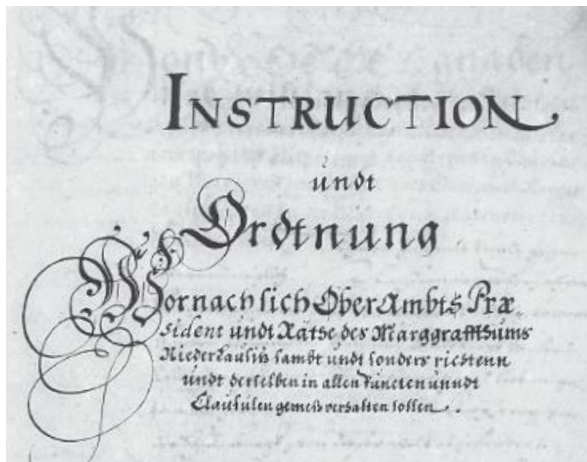 INSTRUCTION
undt
Ordtnung
Wornach sich Ober Ambts Præ
sident undt Räthe des Marggraffthums
Niederlausitz sambt undt sonders richtenn
undt derselben in allen Puncten unndt
Clausulen gemeß verhalten sollen.